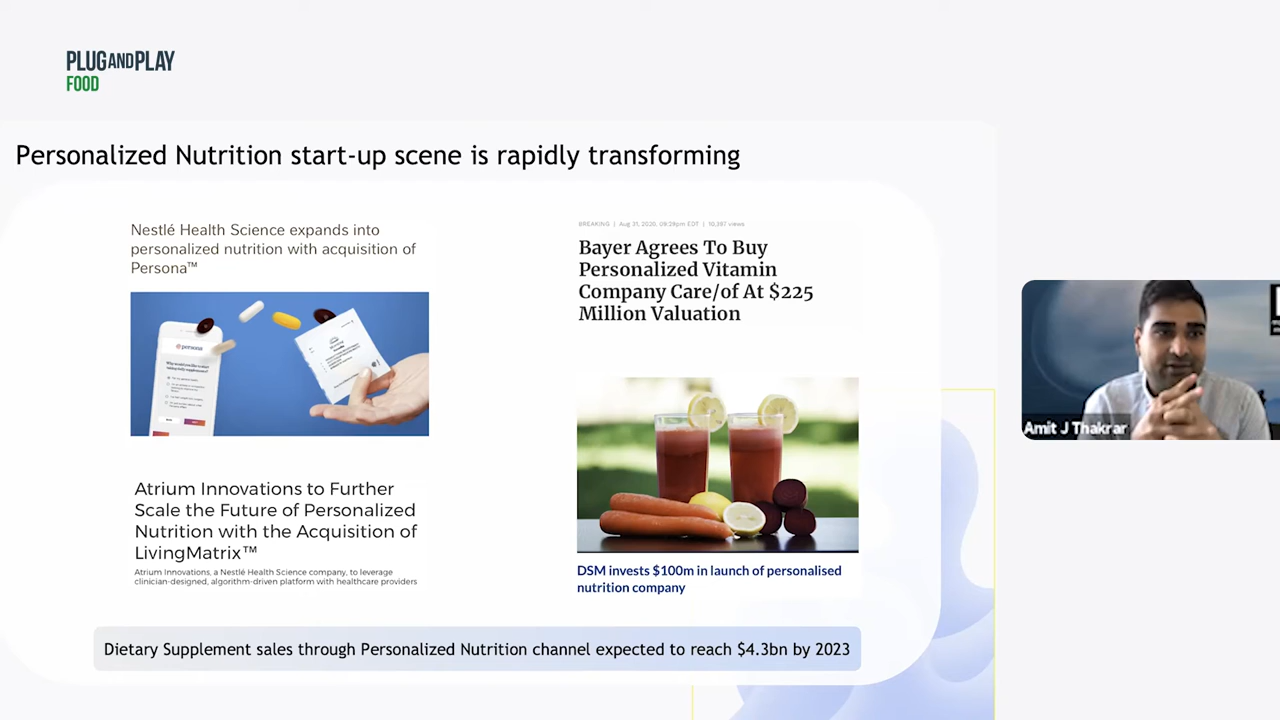 PLUGANDPLAY
FOOD
Personalized Nutrition start-up scene is rapidly transforming
Nestlé Health Science expands into
personalized nutrition with acquisition of
Persona™
persona
Atrium Innovations to Further
Scale the Future of Personalized
Nutrition with the Acquisition of
LivingMatrix™
Atrium Innovations, a Nestlé Health Science company, to leverage
clinician-designed, algorithm-driven platform with healthcare providers
BREAKING | Aug 31, 2020, 09:29pm EDT | 10,397 views
Bayer Agrees To Buy
Personalized Vitamin
Company Care/of At $225
Million Valuation
DSM invests $100m in launch of personalised
nutrition company
Dietary Supplement sales through Personalized Nutrition channel expected to reach $4.3bn by 2023
Amit J Thakrar